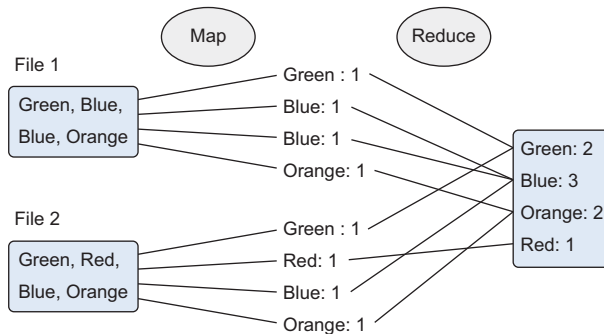 Map
Reduce
File 1
Green, Blue,
Blue, Orange
Green : 1
Blue: 1
Blue: 1
Orange: 1
File 2
Green, Red,
Blue, Orange
Green : 1
Red: 1
Blue: 1
Orange: 1
Green: 2
Blue: 3
Orange: 2
Red: 1